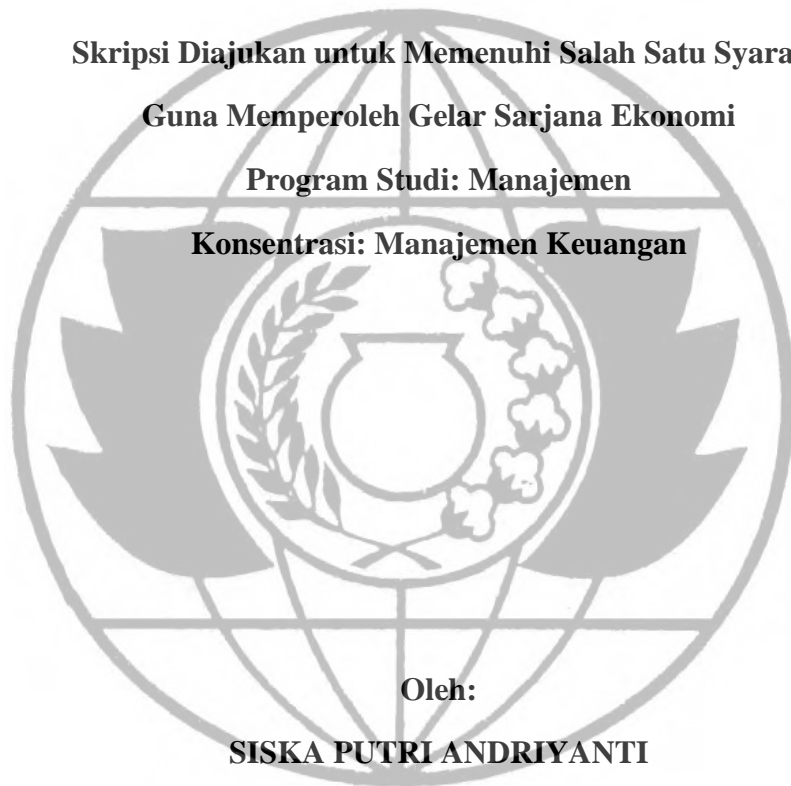 Skripsi Diajukan untuk Memenuhi Salah Satu Syara
Guna Memperoleh Gelar Sarjana Ekonomi
Program Studi: Manajemen
Konsentrasi: Manajemen Keuangan
Oleh:
SISKA PUTRI ANDRIYANTI